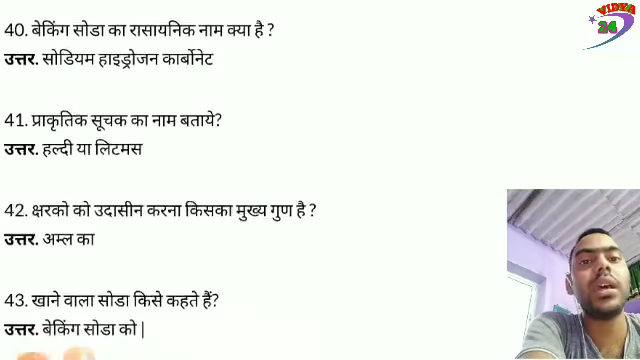 VIDYA
24
40. बेकिंग सोडा का रासायनिक नाम क्या है ?
उत्तर. सोडियम हाइड्रोजन कार्बोनेट
41. प्राकृतिक सूचक का नाम बताये?
उत्तर. हल्दी या लिटमस
42. क्षरको को उदासीन करना किसका मुख्य गुण है ?
उत्तर. अम्ल का
43. खाने वाला सोडा किसे कहते हैं?
उत्तर. बेकिंग सोडा को |